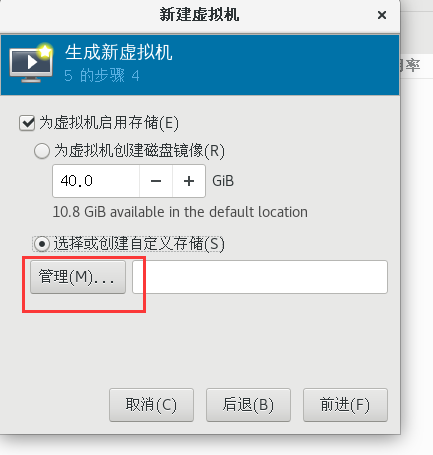 新建虚拟机
生成新虚拟机
5 的步骤 4
用率
为虚拟机启用存储(E)
为虚拟机创建磁盘镜像(R)
40.0 GiB
10.8 GiB available in the default location
选择或创建自定义存储(S)
管理(M)...
取消(C) 后退(B) 前进(F)